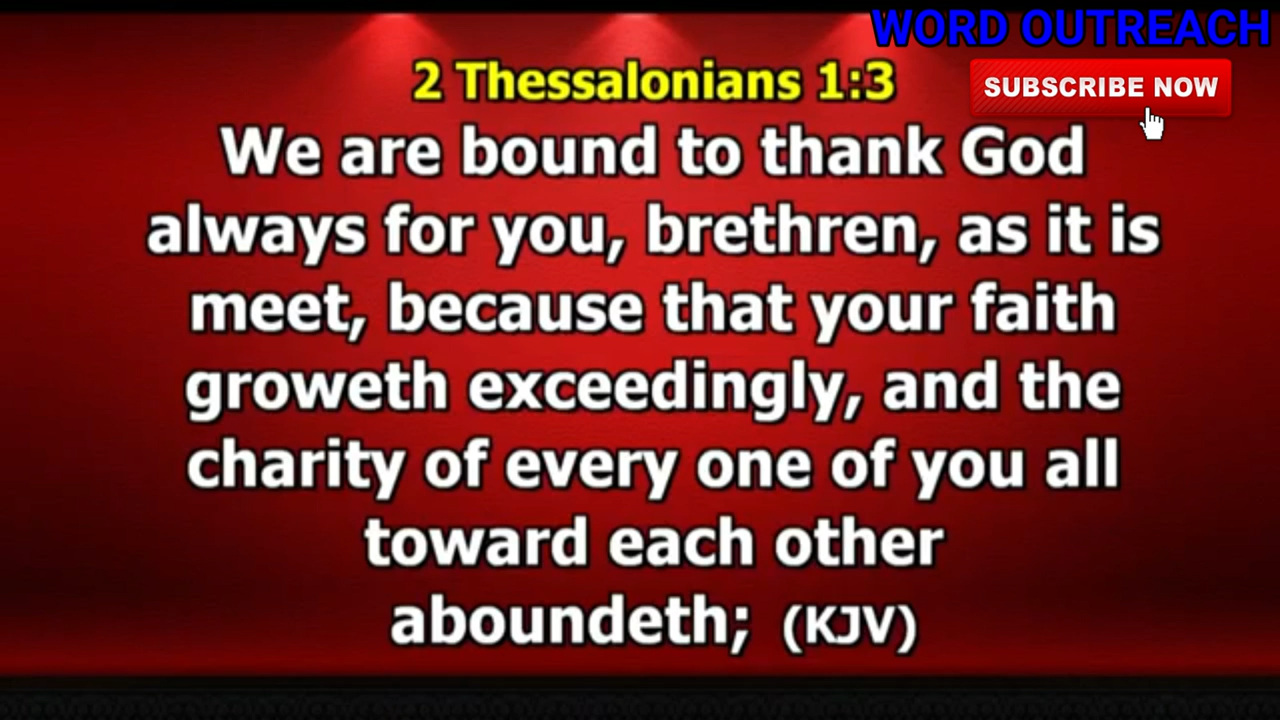 WORD OUTREACH
2 Thessalonians 1:3
SUBSCRIBE NOW
We are bound to thank God
always for you, brethren, as it is
meet, because that your faith
groweth exceedingly, and the
charity of every one of you all
toward each other
aboundeth; (KJV)